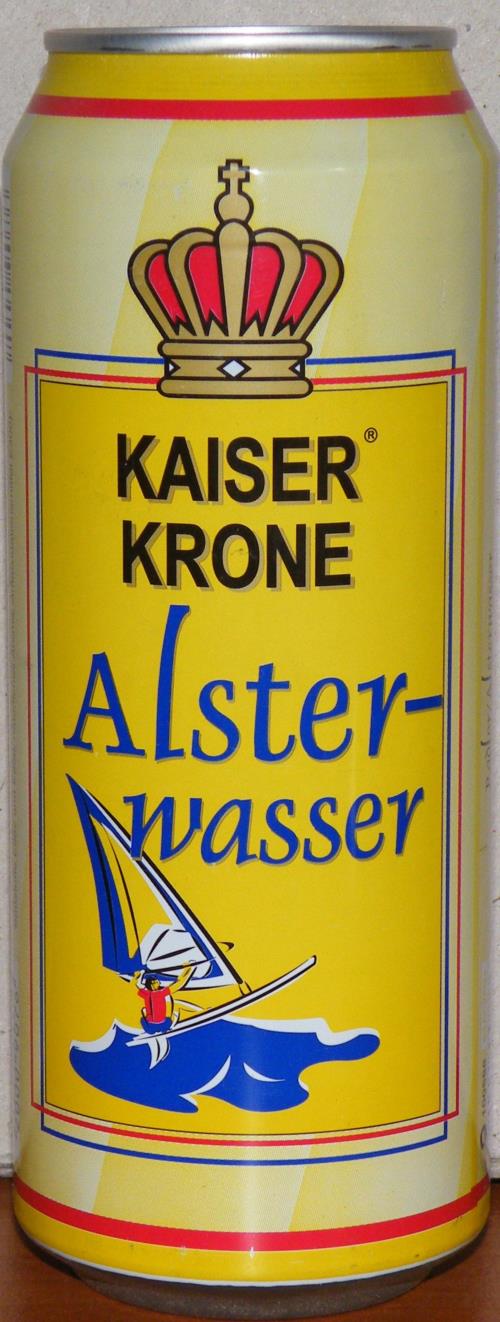 KAISER®
KRONE
Alster-
wasser